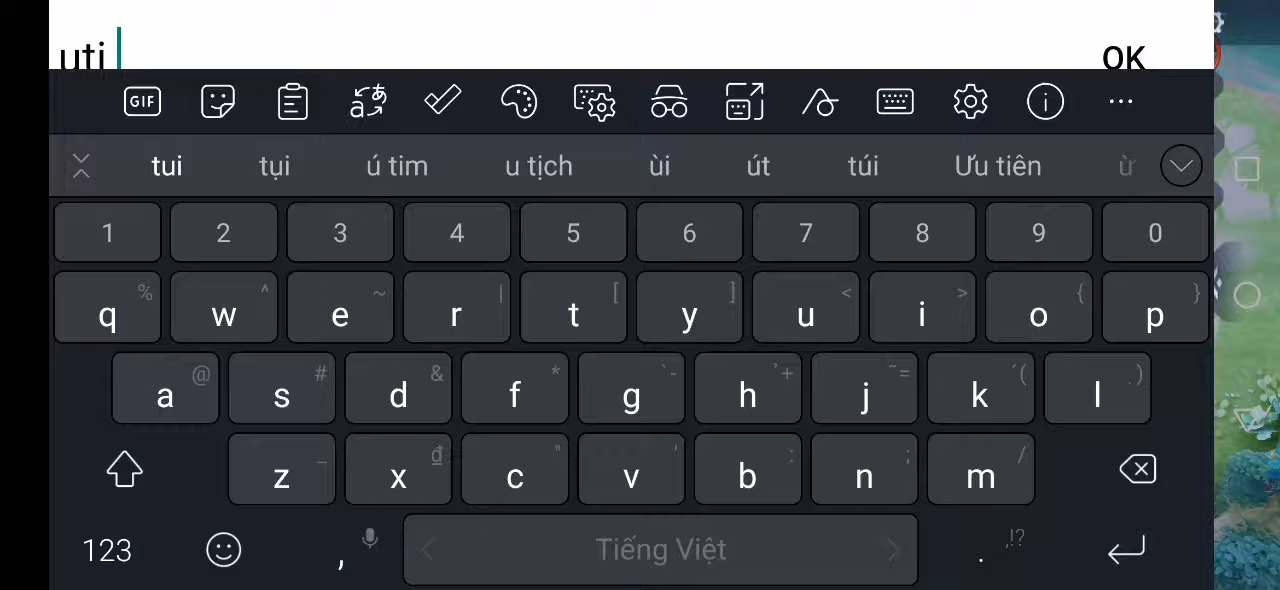 uti
OK
GIF
tui tụi ú tim u tịch ùi út túi Ưu tiên ừ
1 2 3 4 5 6 7 8 9 0
% ^ ~ | [ ] < > { }
q w e r t y u i o p
@ # & * ` - ̉ + ~ = ´ ( . )
a s d f g h j k l
_ ₫ " ' : ; /
z x c v b n m
123 , < Tiếng Việt > . ,!?